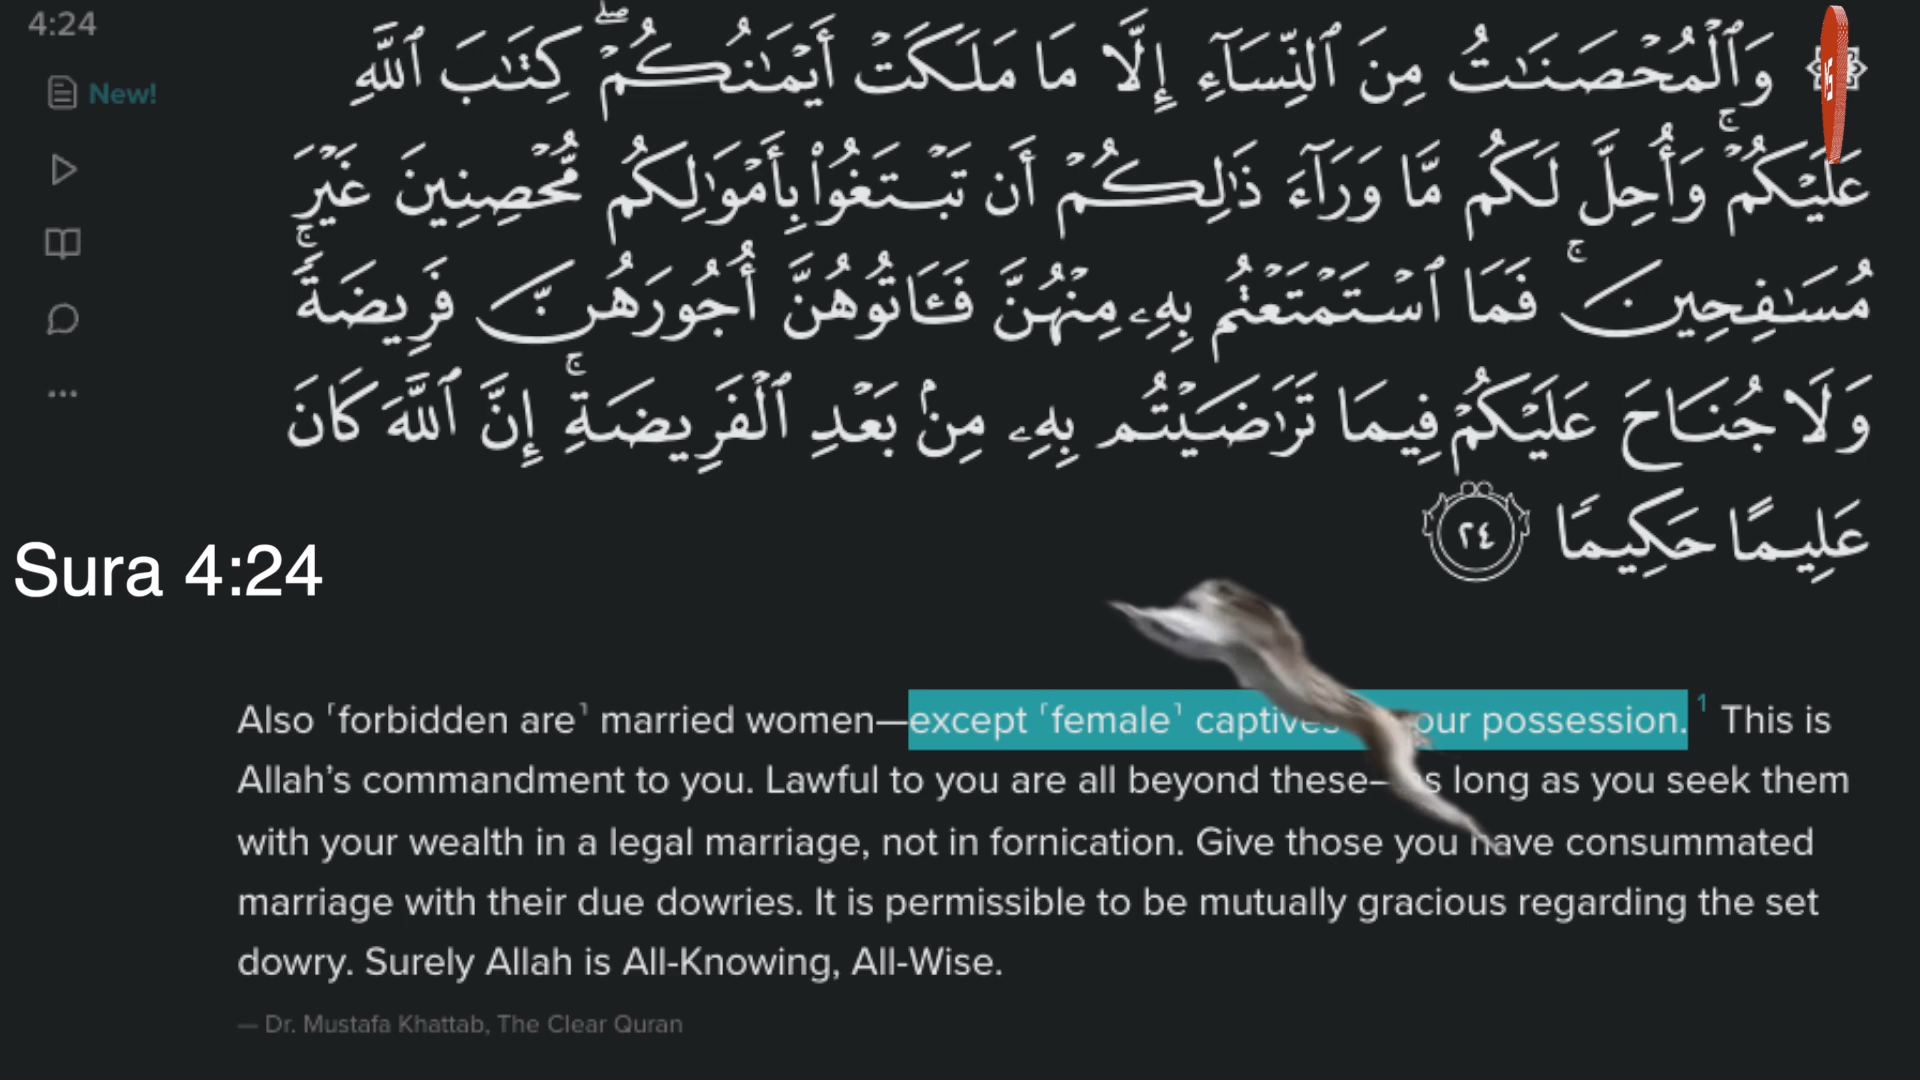 4:24
New!
وَٱلْمُحْصَنَـٰتُ مِنَ ٱلنِّسَآءِ إِلَّا مَا مَلَكَتْ أَيْمَـٰنُكُمْ ۖ كِتَـٰبَ ٱللَّهِ
عَلَيْكُمْ ۚ وَأُحِلَّ لَكُم مَّا وَرَآءَ ذَٰلِكُمْ أَن تَبْتَغُوا۟ بِأَمْوَٰلِكُم مُّحْصِنِينَ غَيْرَ
مُسَـٰفِحِينَ ۚ فَمَا ٱسْتَمْتَعْتُم بِهِۦ مِنْهُنَّ فَـَٔاتُوهُنَّ أُجُورَهُنَّ فَرِيضَةً ۚ
وَلَا جُنَاحَ عَلَيْكُمْ فِيمَا تَرَٰضَيْتُم بِهِۦ مِنۢ بَعْدِ ٱلْفَرِيضَةِ ۚ إِنَّ ٱللَّهَ كَانَ
عَلِيمًا حَكِيمًا ٢٤
Sura 4:24
Also ˹forbidden are˺ married women—except ˹female˺ captives our possession.1 This is
Allah's commandment to you. Lawful to you are all beyond these— long as you seek them
with your wealth in a legal marriage, not in fornication. Give those you have consummated
marriage with their due dowries. It is permissible to be mutually gracious regarding the set
dowry. Surely Allah is All-Knowing, All-Wise.
— Dr. Mustafa Khattab, The Clear Quran